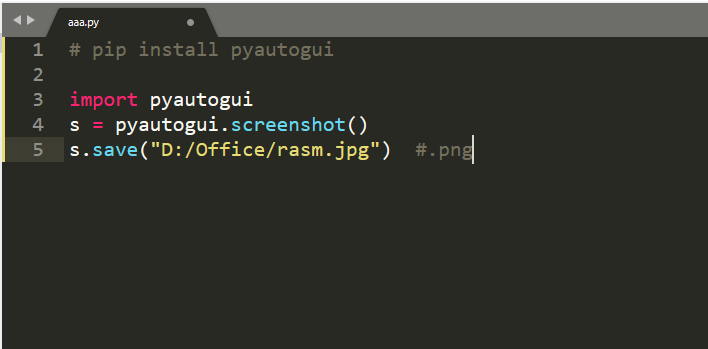 aaa.py
1 # pip install pyautogui
2
3 import pyautogui
4 s = pyautogui.screenshot()
5 s.save("D:/Office/rasm.jpg")  #.png